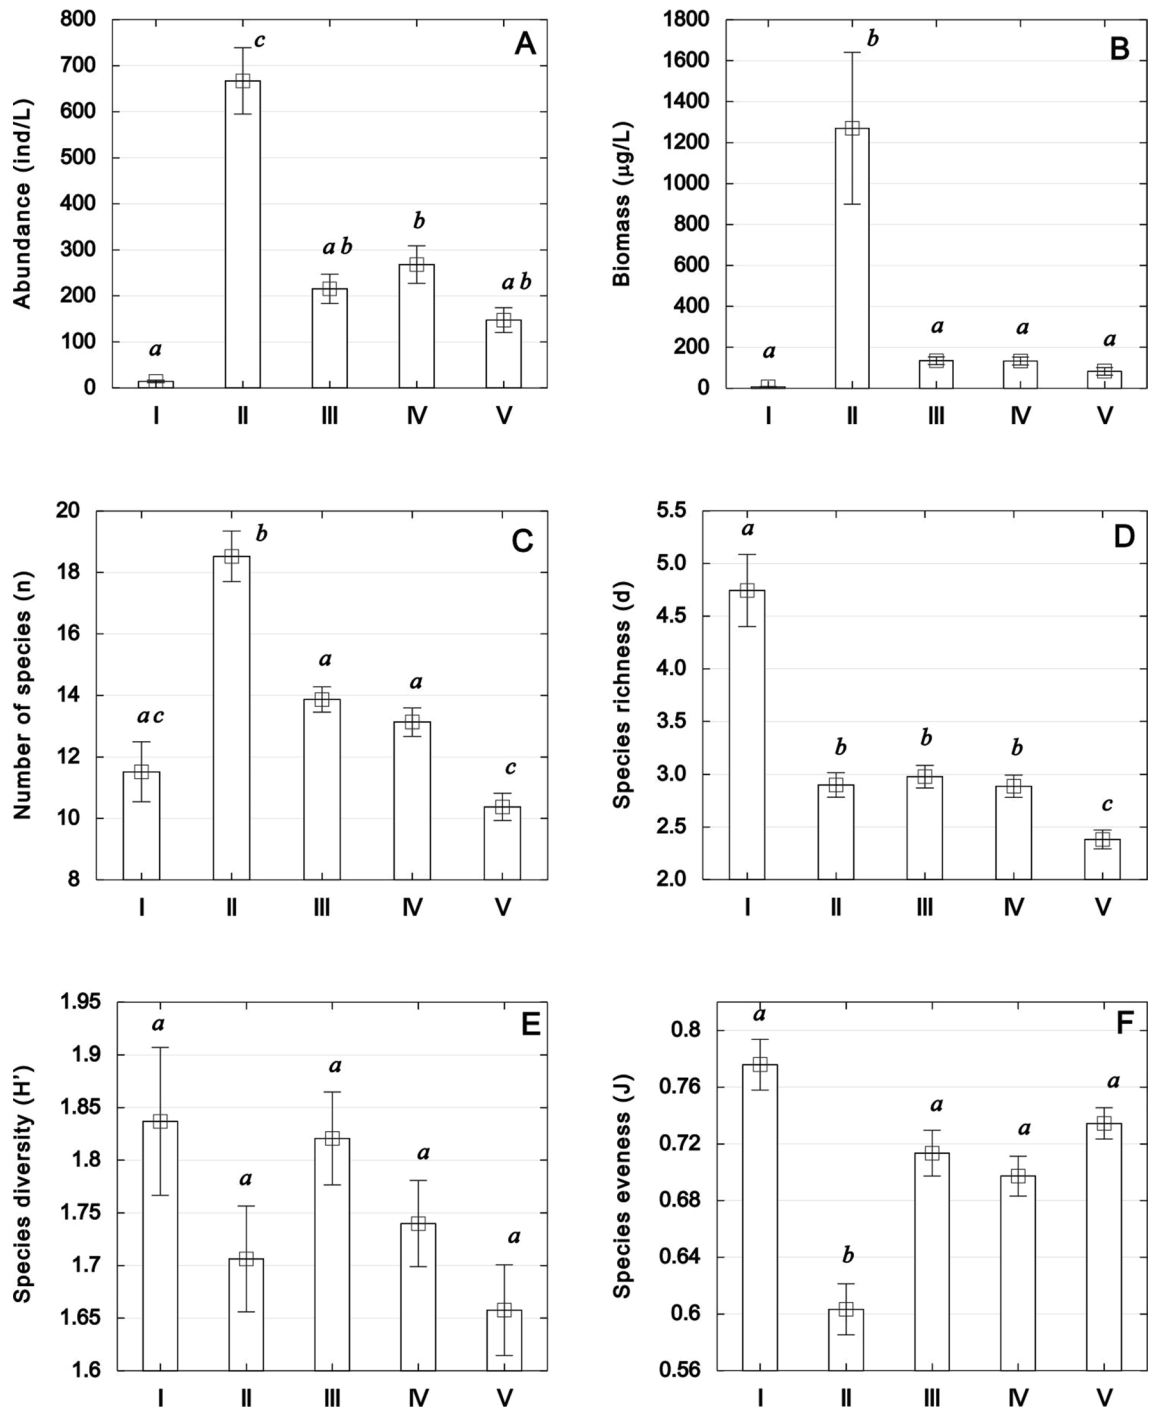 A
Abundance (ind/L)
800
700
600
500
400
300
200
100
0
a
c
a b
b
a b
I II III IV V
B
Biomass (µg/L)
1800
1600
1400
1200
1000
800
600
400
200
0
a
b
a
a
a
I II III IV V
C
Number of species (n)
20
18
16
14
12
10
8
a c
b
a
a
c
I II III IV V
D
Species richness (d)
5.5
5.0
4.5
4.0
3.5
3.0
2.5
2.0
a
b
b
b
c
I II III IV V
E
Species diversity (H')
1.95
1.9
1.85
1.8
1.75
1.7
1.65
1.6
a
a
a
a
a
I II III IV V
F
Species eveness (J)
0.8
0.76
0.72
0.68
0.64
0.6
0.56
a
b
a
a
a
I II III IV V